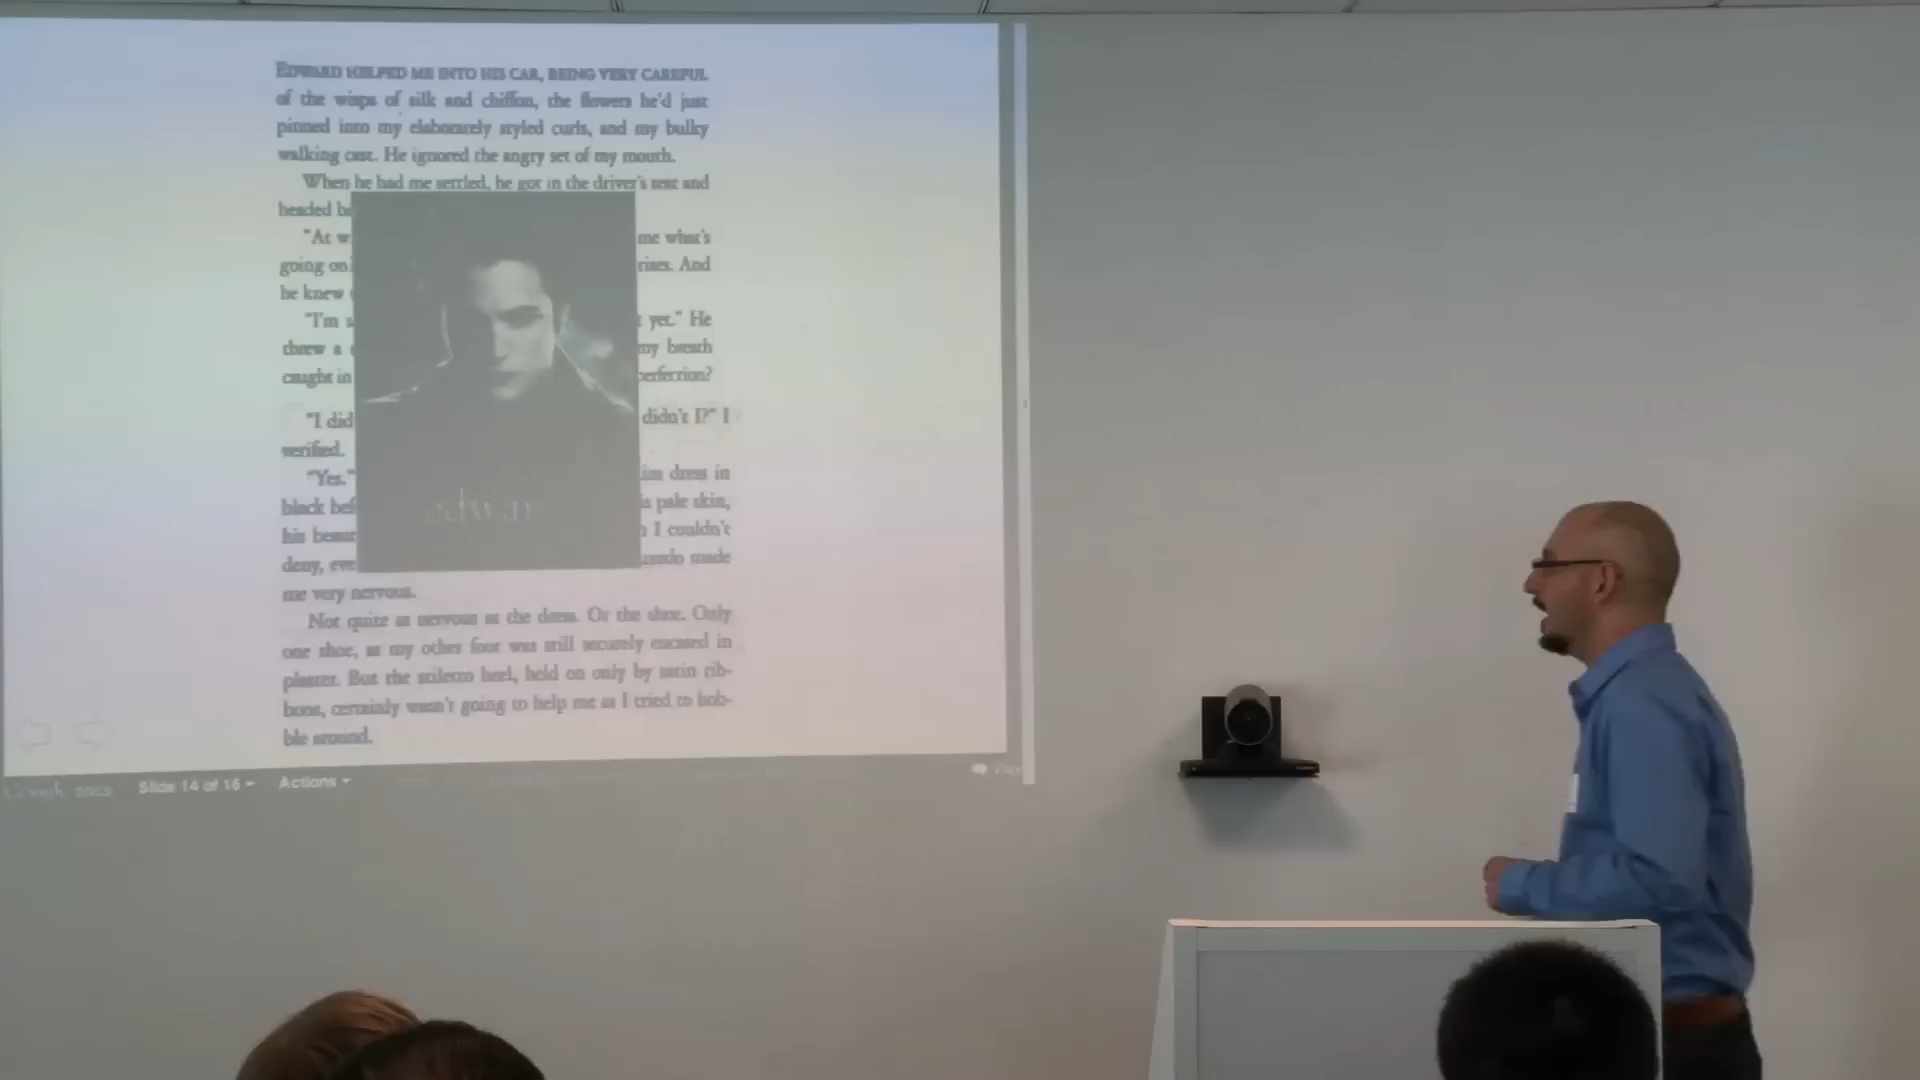 EDWARD HELPED ME INTO HIS CAR, BEING VERY CAREFUL
of the wisps of silk and chiffon, the flowers he'd just
pinned into my elaborately styled curls, and my bulky
walking cast. He ignored the angry set of my mouth.
When he had me settled, he got in the driver's seat and
headed
"At me what's
going on And
he knew
"I'm yet." He
threw a my breath
caught in perfection?
"I did didn't I?" I
verified.
"Yes." dress in
black pale skin,
his I couldn't
deny, made
me very nervous.
Not quite as nervous as the dress. Or the shoe. Only
one shoe, as my other foot was still securely encased in
plaster. But the stiletto heel, held on only by satin rib-
bons, certainly wasn't going to help me as I tried to hob-
ble around.
edwar
Google docs Slide 14 of 16 Actions